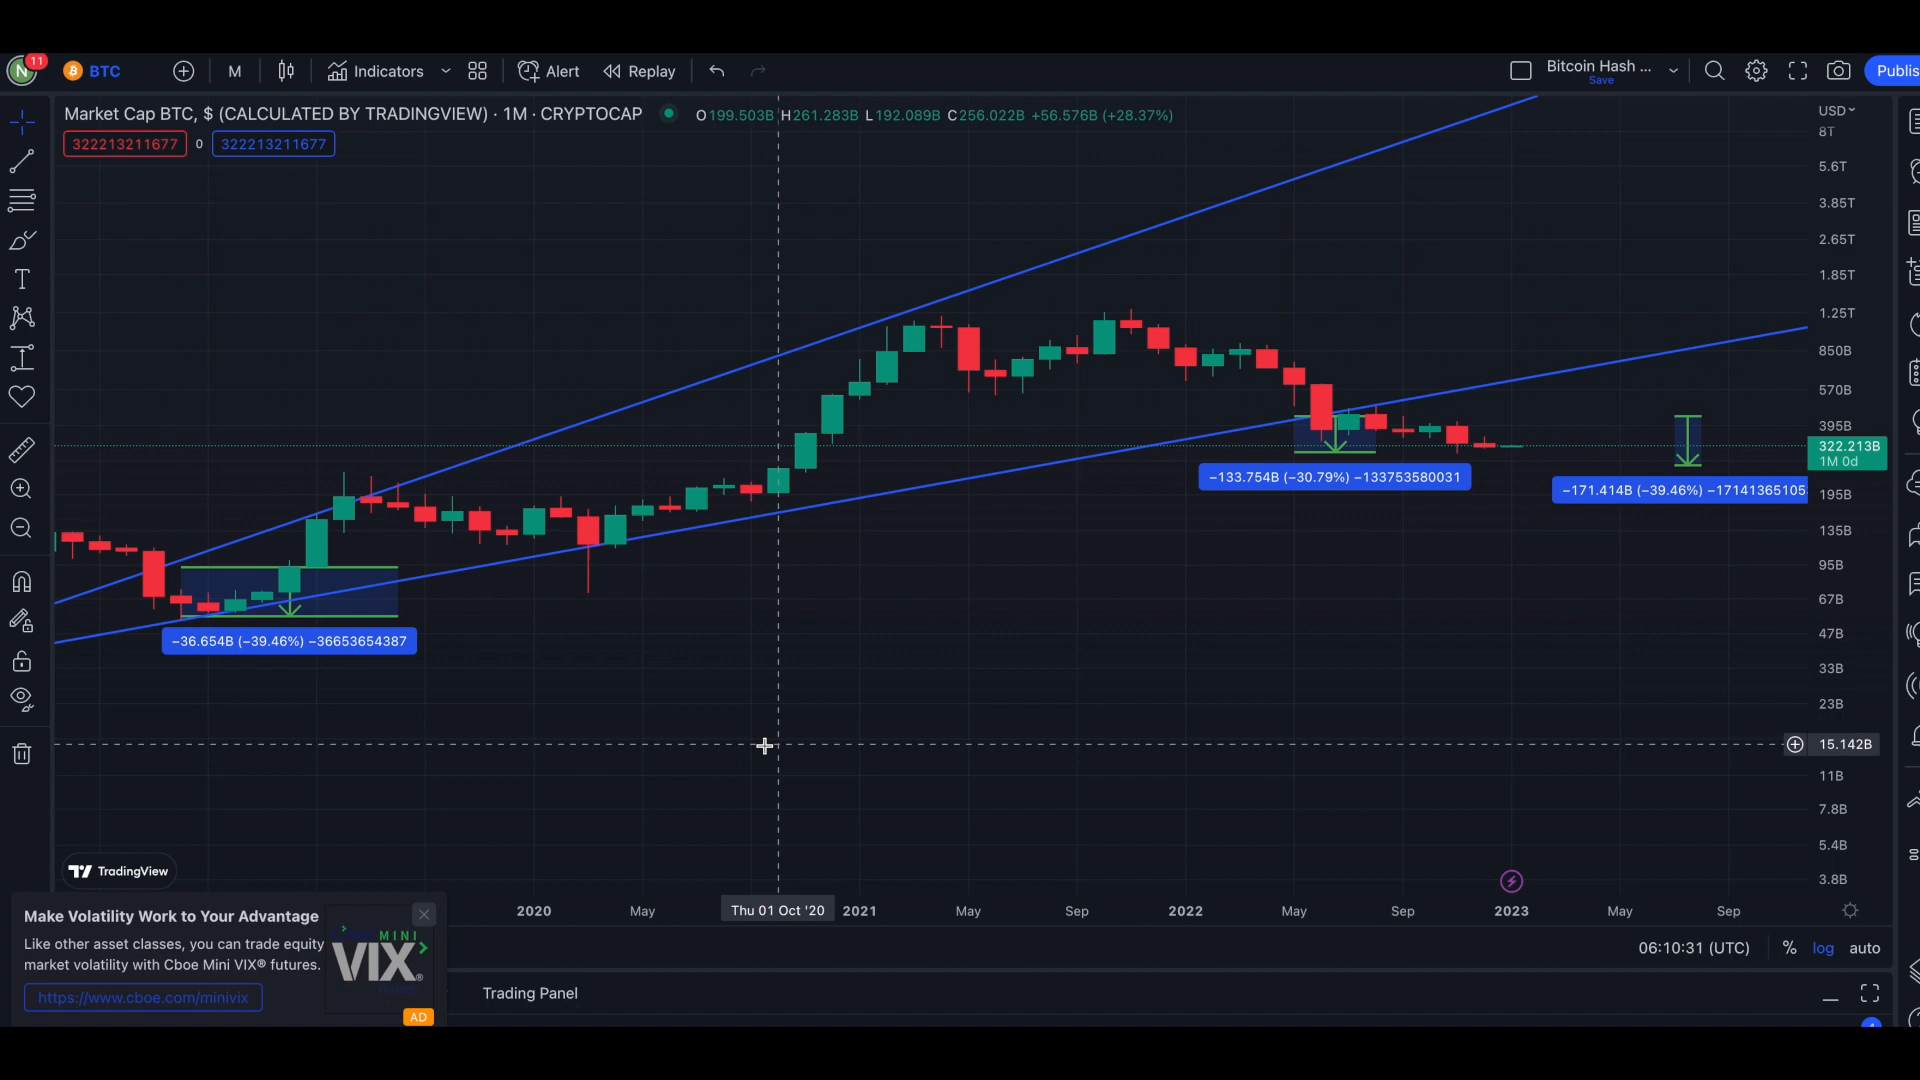 N 11 BTC M Indicators Alert Replay Bitcoin Hash ... Save Publis
Market Cap BTC, $ (CALCULATED BY TRADINGVIEW) · 1M · CRYPTOCAP O199.503B H261.283B L192.089B C256.022B +56.576B (+28.37%)
322213211677 0 322213211677
USD
8T
5.6T
3.85T
2.65T
1.85T
1.25T
850B
570B
395B
322.213B
1M 0d
195B
135B
95B
67B
47B
33B
23B
15.142B
11B
7.8B
5.4B
3.8B
−133.754B (−30.79%) −133753580031
−171.414B (−39.46%) −17141365105
−36.654B (−39.46%) −36653654387
TradingView
2020 May Thu 01 Oct '20 2021 May Sep 2022 May Sep 2023 May Sep
Make Volatility Work to Your Advantage
Like other asset classes, you can trade equity
market volatility with Cboe Mini VIX® futures.
https://www.cboe.com/minivix
MINI
VIX®
AD
06:10:31 (UTC) % log auto
Trading Panel